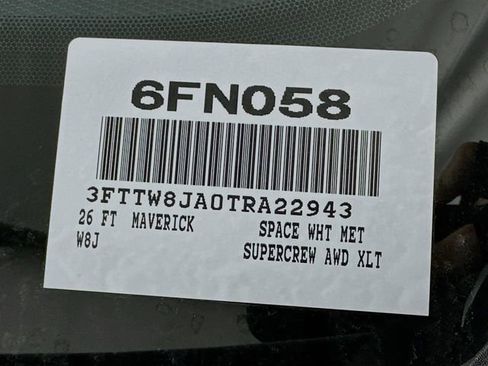 6FN058
3FTTW8JA0TRA22943
26 FT MAVERICK SPACE WHT MET
W8J SUPERCREW AWD XLT